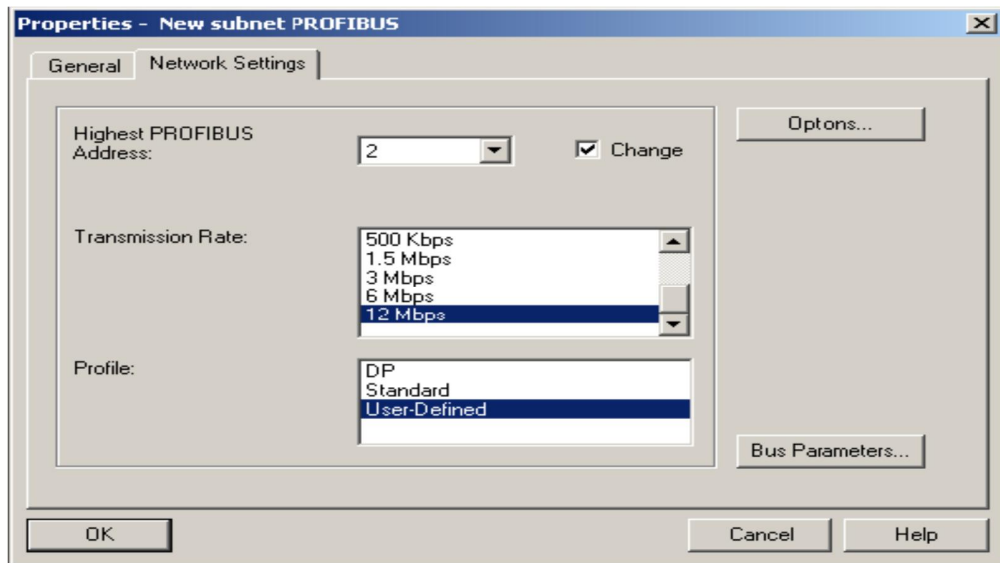 Properties - New subnet PROFIBUS
General
Network Settings
Highest PROFIBUS
Address:
2
Change
Optons...
Transmission Rate:
500 Kbps
1.5 Mbps
3 Mbps
6 Mbps
12 Mbps
Profile:
DP
Standard
User-Defined
Bus Parameters...
OK
Cancel
Help